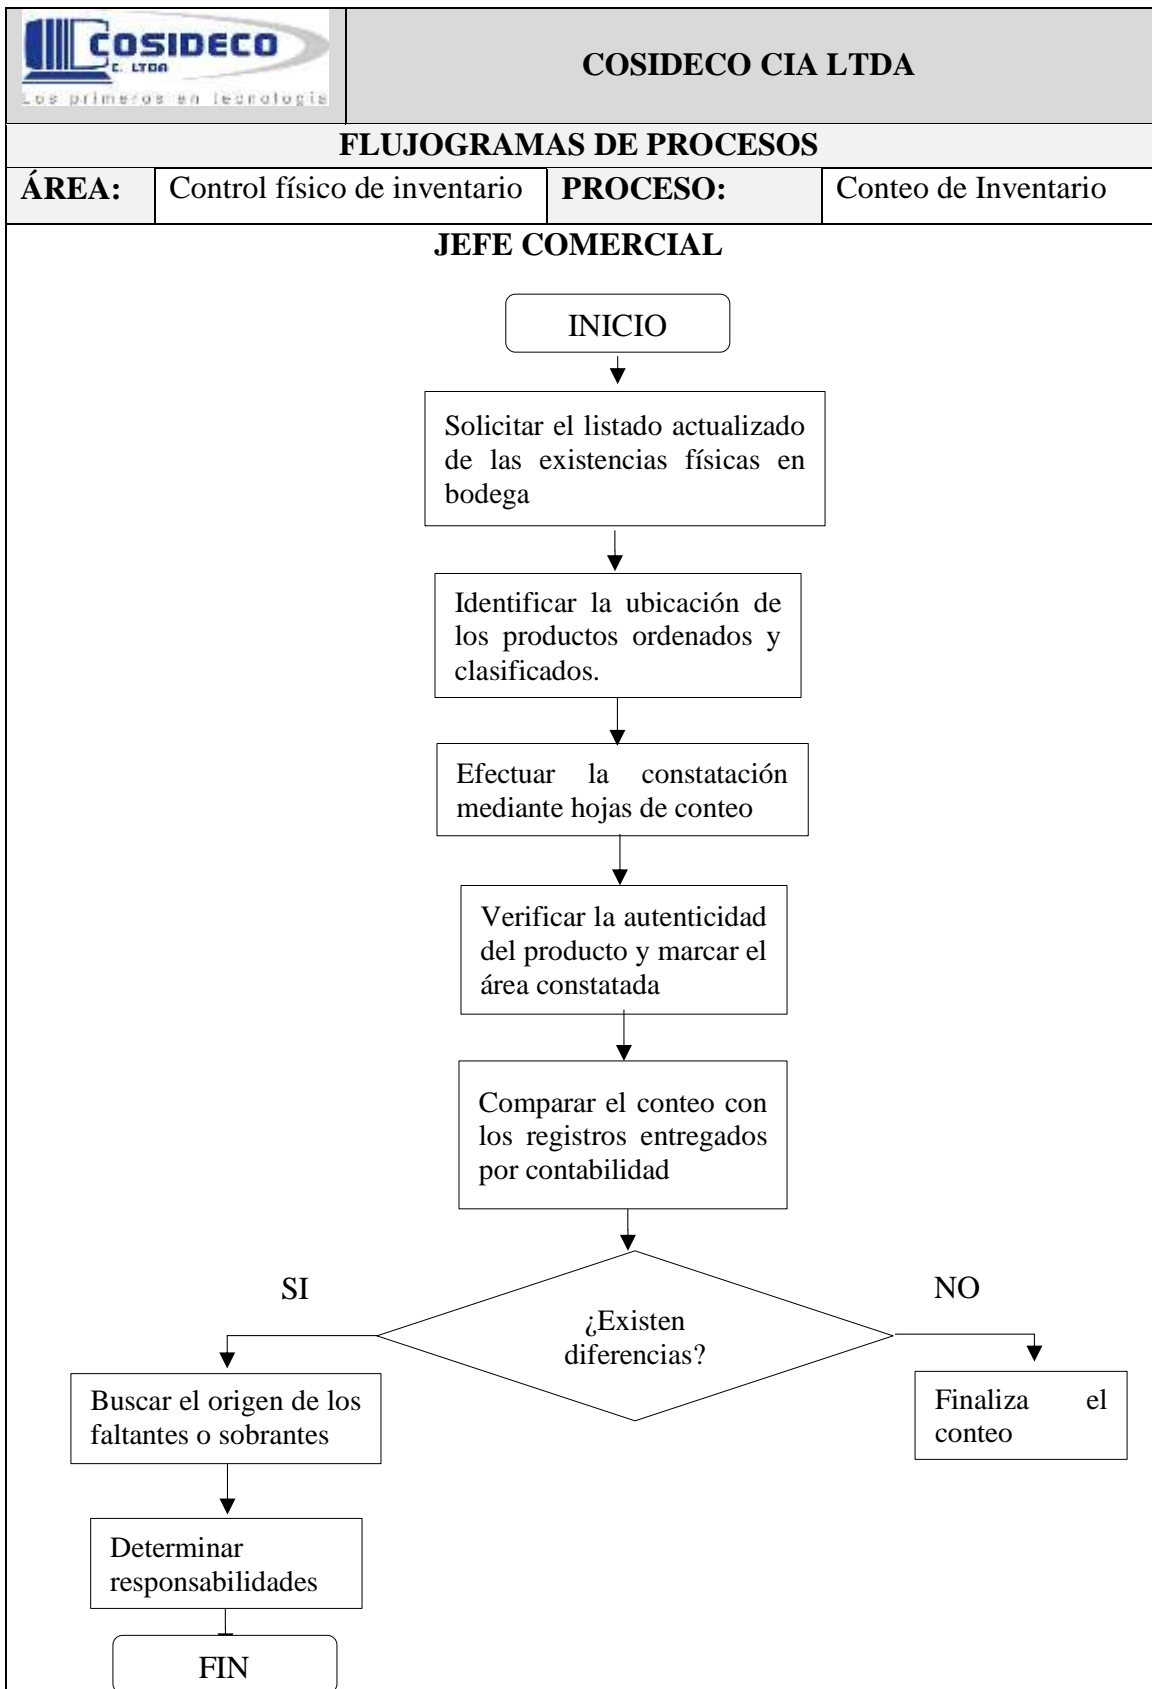 COSIDECO
C. LTDA
Los primeros en tecnología
COSIDECO CIA LTDA
FLUJOGRAMAS DE PROCESOS
ÁREA:
Control físico de inventario
PROCESO:
Conteo de Inventario
JEFE COMERCIAL
INICIO
Solicitar el listado actualizado
de las existencias físicas en
bodega
Identificar la ubicación de
los productos ordenados y
clasificados.
Efectuar la constatación
mediante hojas de conteo
Verificar la autenticidad
del producto y marcar el
área constatada
Comparar el conteo con
los registros entregados
por contabilidad
SI
NO
¿Existen
diferencias?
Buscar el origen de los
faltantes o sobrantes
Finaliza el
conteo
Determinar
responsabilidades
FIN